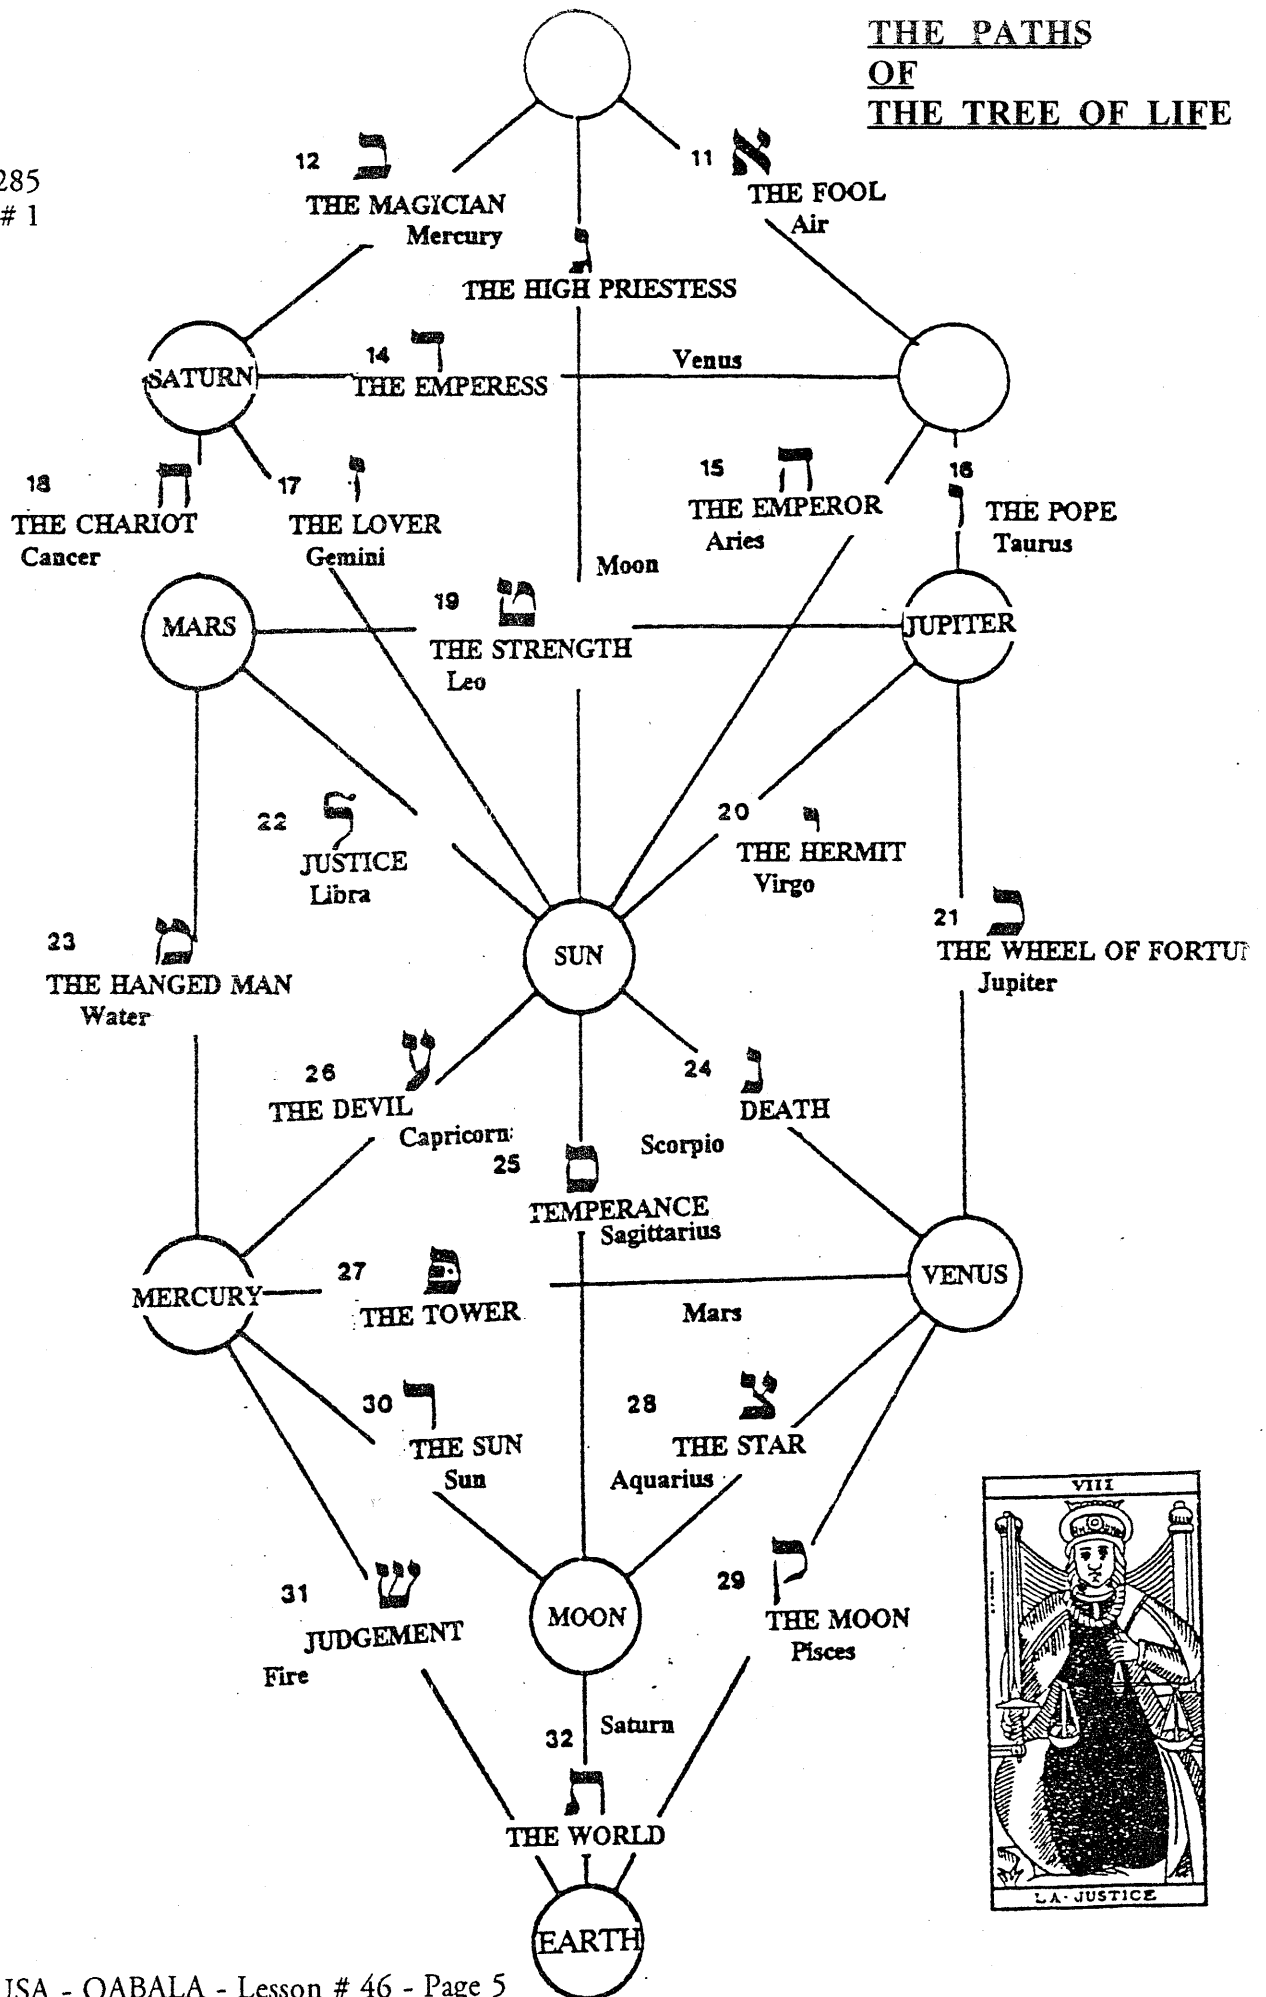 THE PATHS
OF
THE TREE OF LIFE
285
# 1
12 ב
THE MAGICIAN
Mercury
11 א
THE FOOL
Air
ג
THE HIGH PRIESTESS
SATURN
14 ד
THE EMPERESS
Venus
18 ח
THE CHARIOT
Cancer
17 ז
THE LOVER
Gemini
15 ה
THE EMPEROR
Aries
16
ו THE POPE
Taurus
Moon
MARS
19 ט
THE STRENGTH
Leo
JUPITER
22 ל
JUSTICE
Libra
20 י
THE HERMIT
Virgo
23 מ
THE HANGED MAN
Water
SUN
21 כ
THE WHEEL OF FORTU
Jupiter
26 ע
THE DEVIL
Capricorn
24 נ
DEATH
Scorpio
25 ס
TEMPERANCE
Sagittarius
MERCURY
27 פּ
THE TOWER
Mars
VENUS
30 ר
THE SUN
Sun
28 צ
THE STAR
Aquarius
31 ש
JUDGEMENT
Fire
MOON
29 ק
THE MOON
Pisces
32 Saturn
ת
THE WORLD
EARTH
VIII
LA·JUSTICE
USA - QABALA - Lesson # 46 - Page 5